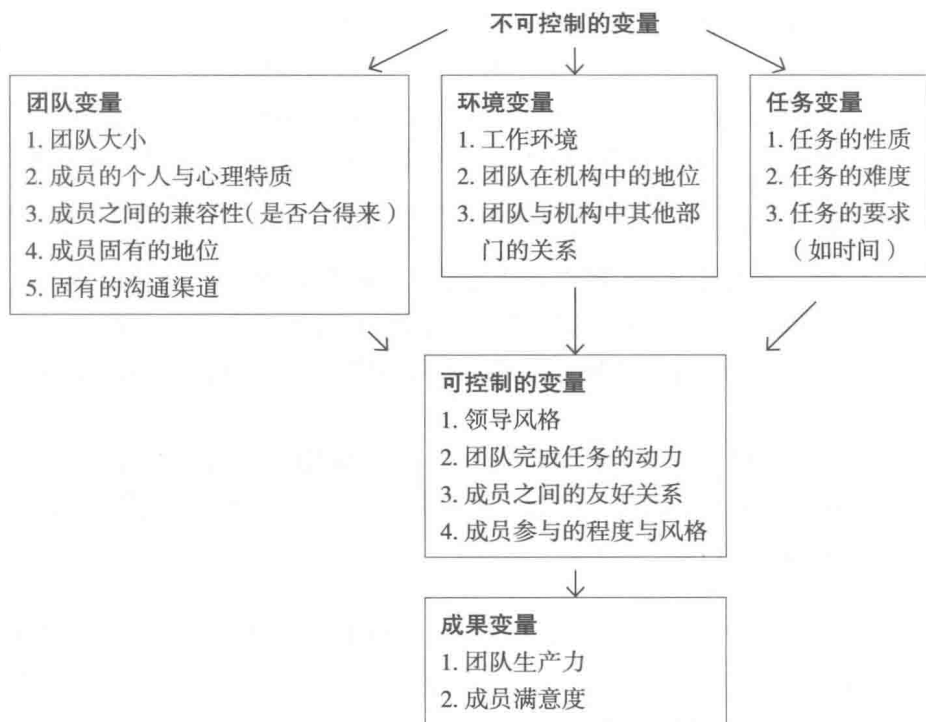 不可控制的变量
团队变量
1. 团队大小
2. 成员的个人与心理特质
3. 成员之间的兼容性(是否合得来)
4. 成员固有的地位
5. 固有的沟通渠道
环境变量
1. 工作环境
2. 团队在机构中的地位
3. 团队与机构中其他部
门的关系
任务变量
1. 任务的性质
2. 任务的难度
3. 任务的要求
(如时间)
可控制的变量
1. 领导风格
2. 团队完成任务的动力
3. 成员之间的友好关系
4. 成员参与的程度与风格
成果变量
1. 团队生产力
2. 成员满意度